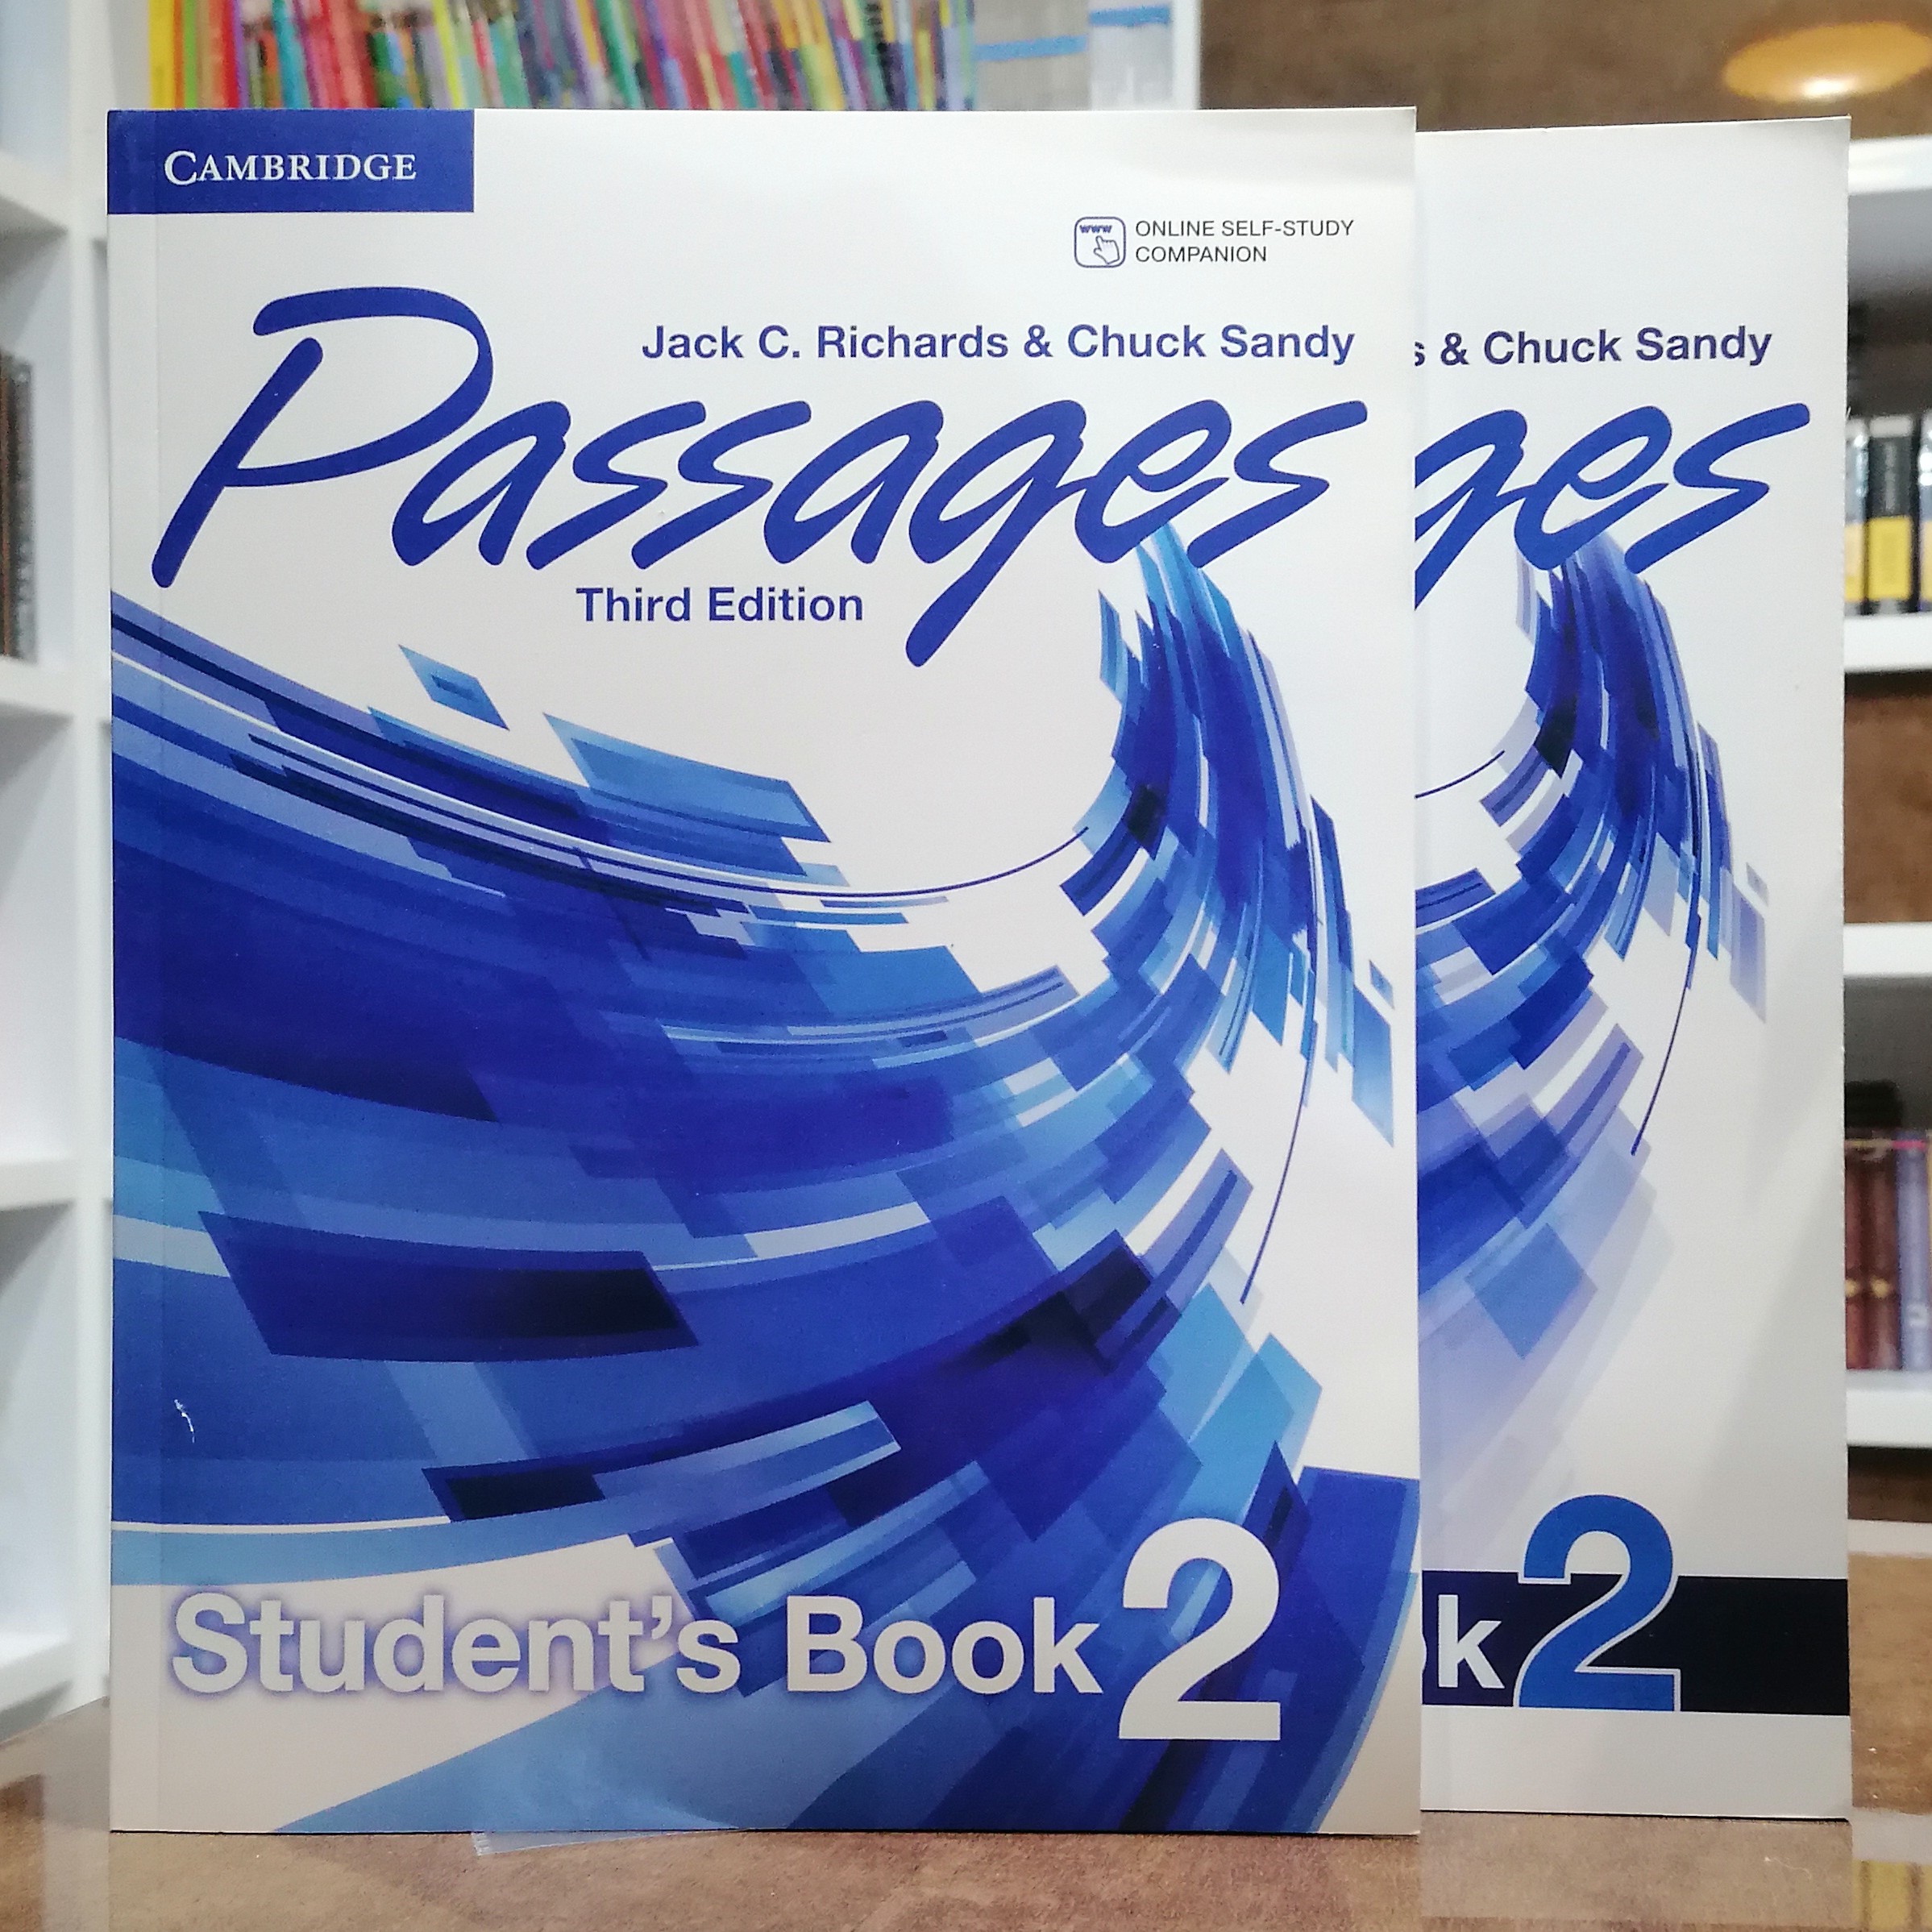 CAMBRIDGE
www
ONLINE SELF-STUDY
COMPANION
Jack C. Richards & Chuck Sandy
Passages
Third Edition
Student's Book 2
s & Chuck Sandy
ges
k 2